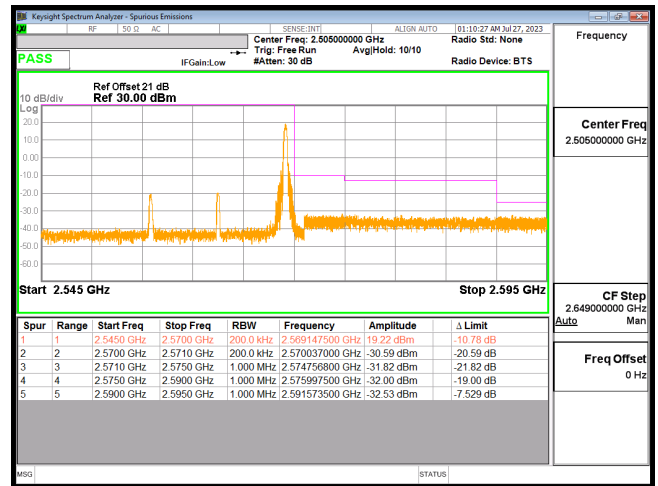 Keysight Spectrum Analyzer - Spurious Emissions
RF 50 Ω AC SENSE:INT ALIGN AUTO 01:10:27 AM Jul 27, 2023
Center Freq: 2.505000000 GHz Radio Std: None
Trig: Free Run Avg|Hold: 10/10
PASS IFGain:Low #Atten: 30 dB Radio Device: BTS
Ref Offset 21 dB
10 dB/div Ref 30.00 dBm
Log
20.0
10.0
0.00
-10.0
-20.0
-30.0
-40.0
-50.0
-60.0
Start 2.545 GHz Stop 2.595 GHz
Spur Range Start Freq Stop Freq RBW Frequency Amplitude Δ Limit
1 1 2.5450 GHz 2.5700 GHz 200.0 kHz 2.569147500 GHz 19.22 dBm -10.78 dB
2 2 2.5700 GHz 2.5710 GHz 200.0 kHz 2.570037000 GHz -30.59 dBm -20.59 dB
3 3 2.5710 GHz 2.5750 GHz 1.000 MHz 2.574756800 GHz -31.82 dBm -21.82 dB
4 4 2.5750 GHz 2.5900 GHz 1.000 MHz 2.575997500 GHz -32.00 dBm -19.00 dB
5 5 2.5900 GHz 2.5950 GHz 1.000 MHz 2.591573500 GHz -32.53 dBm -7.529 dB
MSG STATUS
Frequency
Center Freq
2.505000000 GHz
CF Step
2.649000000 GHz
Auto Man
Freq Offset
0 Hz